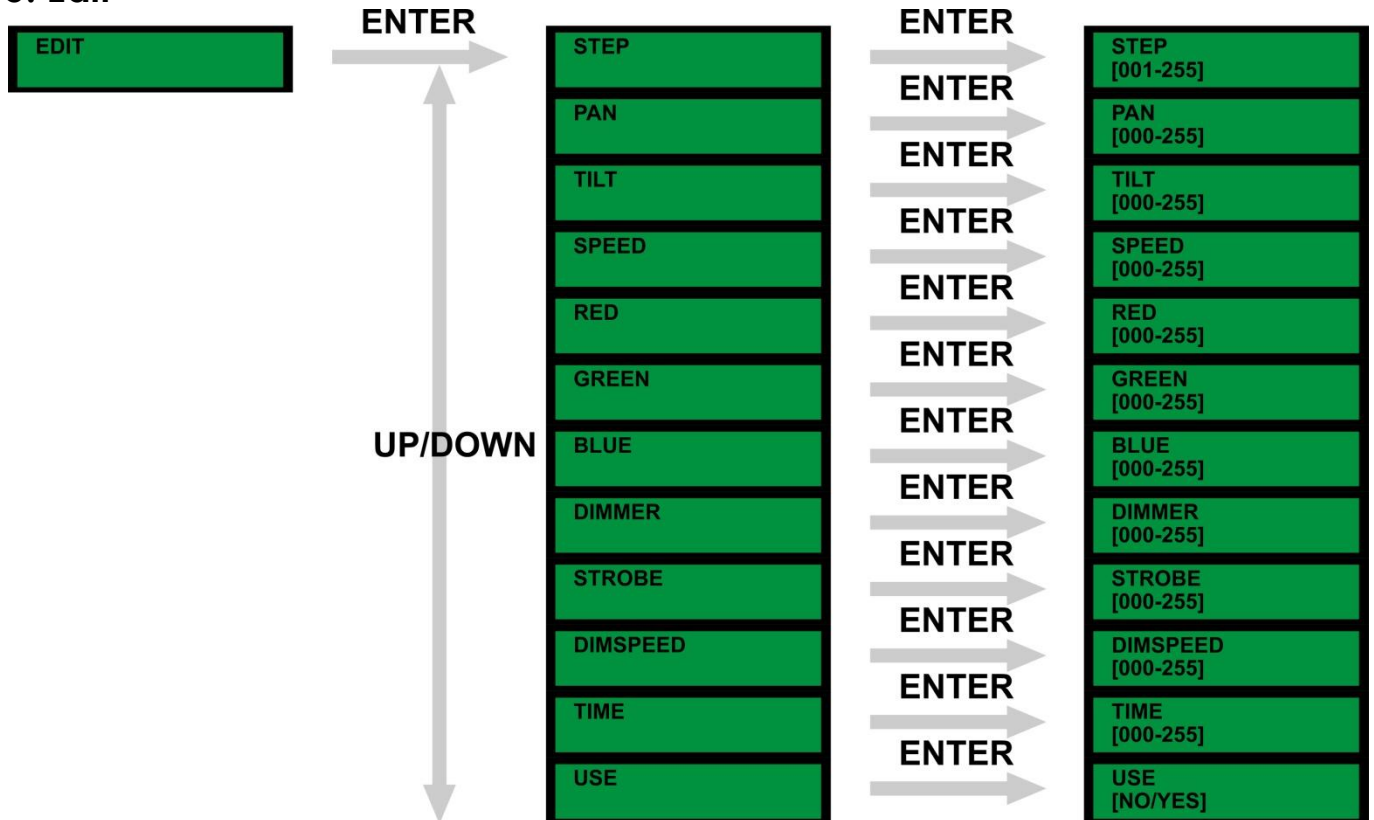 ENTER
ENTER
EDIT
STEP
STEP
[001-255]
ENTER
PAN
PAN
[000-255]
ENTER
TILT
TILT
[000-255]
ENTER
SPEED
SPEED
[000-255]
ENTER
RED
RED
[000-255]
ENTER
GREEN
GREEN
[000-255]
ENTER
UP/DOWN
BLUE
BLUE
[000-255]
ENTER
DIMMER
DIMMER
[000-255]
ENTER
STROBE
STROBE
[000-255]
ENTER
DIMSPEED
DIMSPEED
[000-255]
ENTER
TIME
TIME
[000-255]
ENTER
USE
USE
[NO/YES]